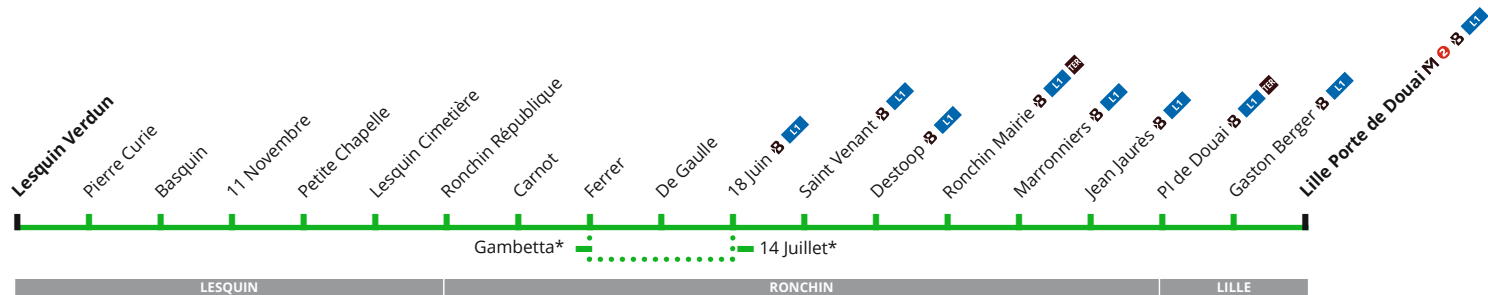 Lesquin Verdun
Pierre Curie
Basquin
11 Novembre
Petite Chapelle
Lesquin Cimetière
Ronchin République
Carnot
Ferrer
De Gaulle
18 Juin L1
Saint Venant L1
Destoop L1
Ronchin Mairie L1 TER
Marronniers L1
Jean Jaurès L1
Pl de Douai L1 TER
Gaston Berger L1
Lille Porte de Douai M 2 L1
Gambetta*
14 Juillet*
LESQUIN
RONCHIN
LILLE